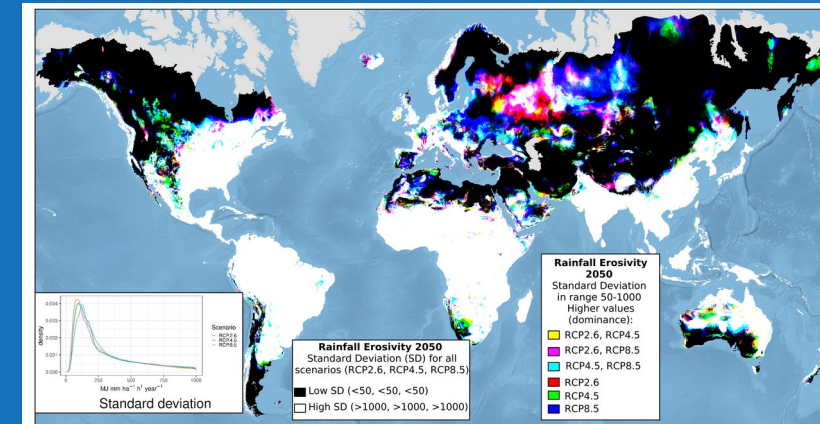 0.004
0.003
0.002
0.001
0.000
density
0
250
500
750
1000
MJ mm ha⁻¹ h¹ year⁻¹
Scenario
RCP2.6
RCP4.5
RCP8.5
Standard deviation
Rainfall Erosivity 2050
Standard Deviation (SD) for all
scenarios (RCP2.6, RCP4.5, RCP8.5)
Low SD (<50, <50, <50)
High SD (>1000, >1000, >1000)
Rainfall Erosivity
2050
Standard Deviation
in range 50-1000
Higher values
(dominance):
RCP2.6, RCP4.5
RCP2.6, RCP8.5
RCP4.5, RCP8.5
RCP2.6
RCP4.5
RCP8.5